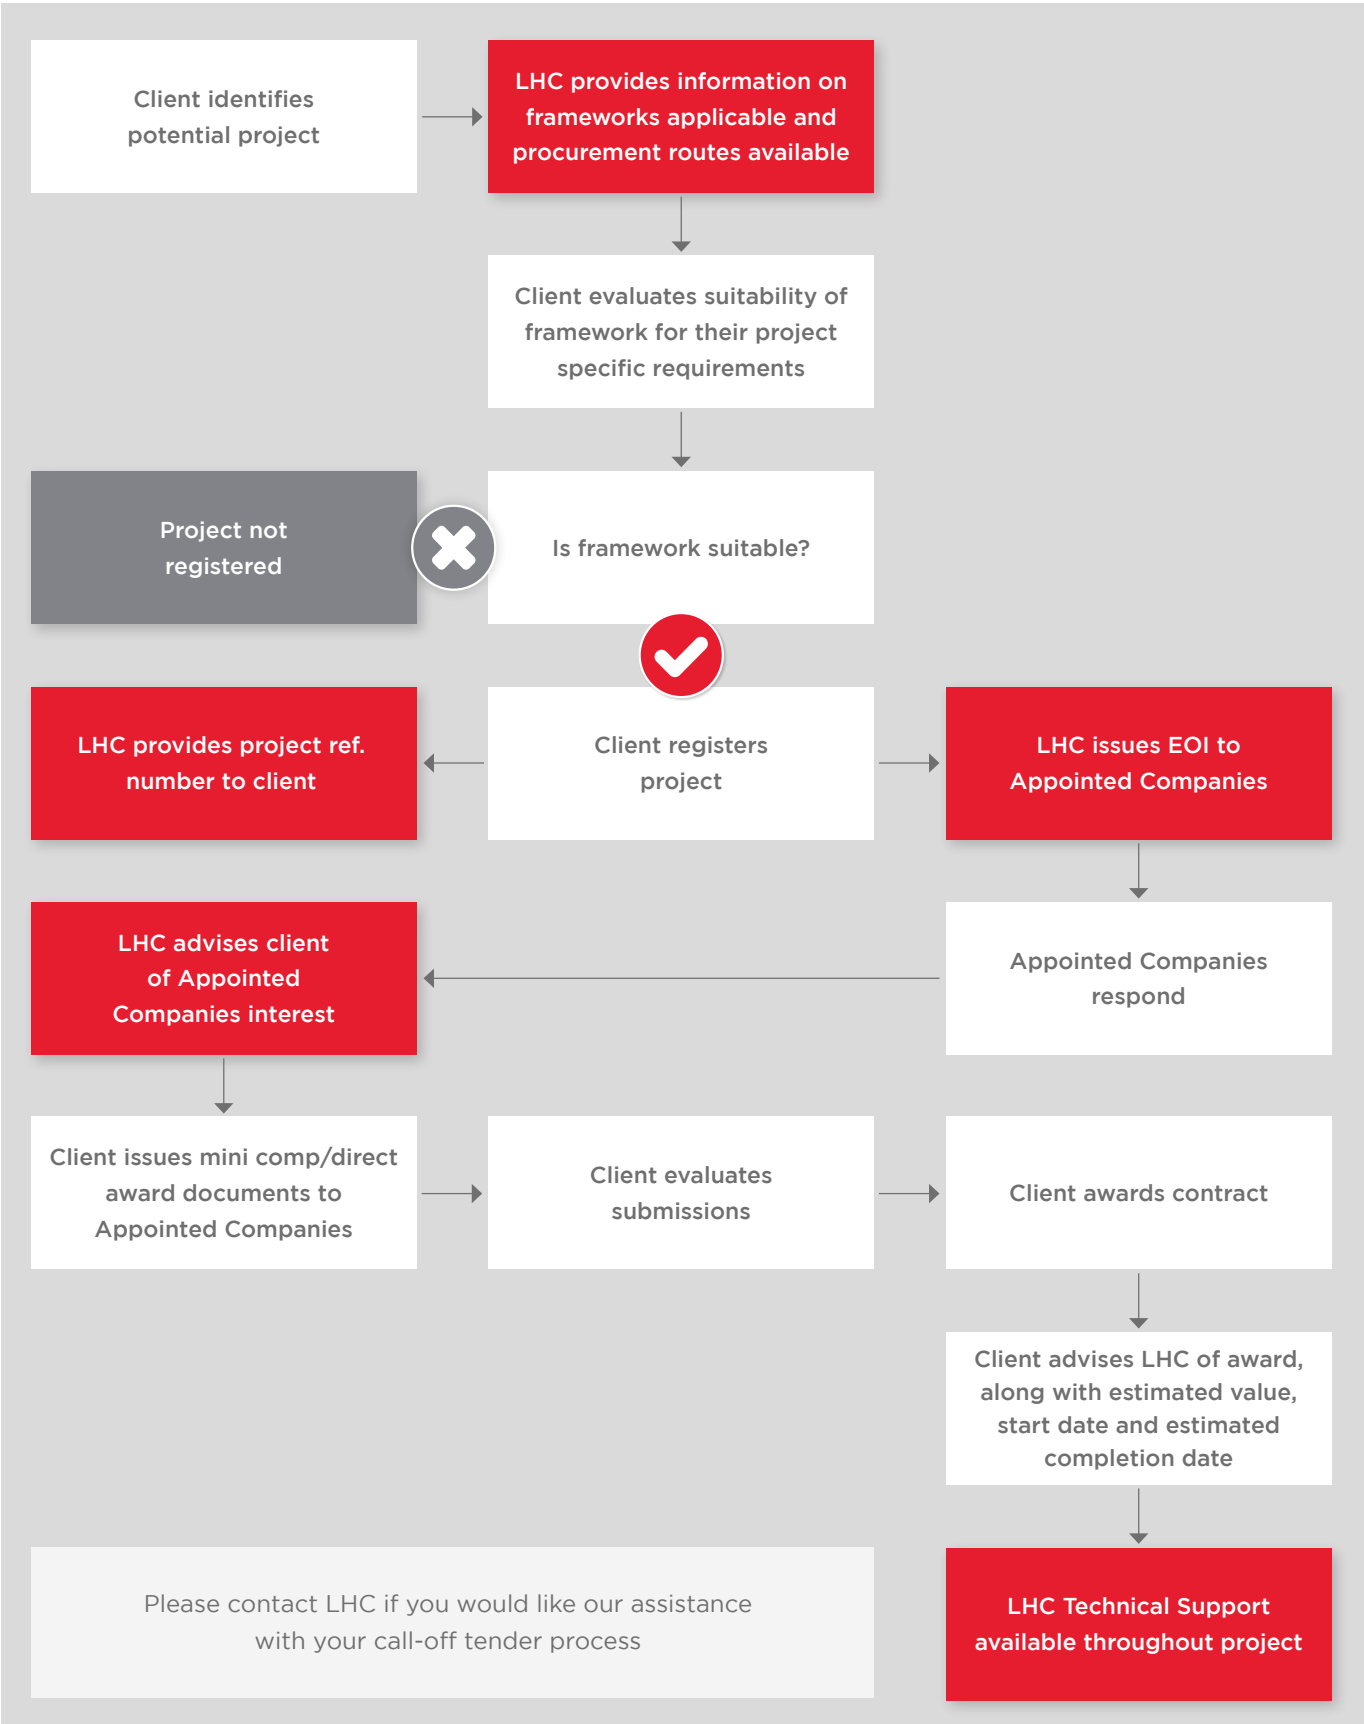 Client identifies
potential project
LHC provides information on
frameworks applicable and
procurement routes available
Client evaluates suitability of
framework for their project
specific requirements
Project not
registered
Is framework suitable?
LHC provides project ref.
number to client
Client registers
project
LHC issues EOI to
Appointed Companies
Appointed Companies
respond
LHC advises client
of Appointed
Companies interest
Client issues mini comp/direct
award documents to
Appointed Companies
Client evaluates
submissions
Client awards contract
Client advises LHC of award,
along with estimated value,
start date and estimated
completion date
Please contact LHC if you would like our assistance
with your call-off tender process
LHC Technical Support
available throughout project